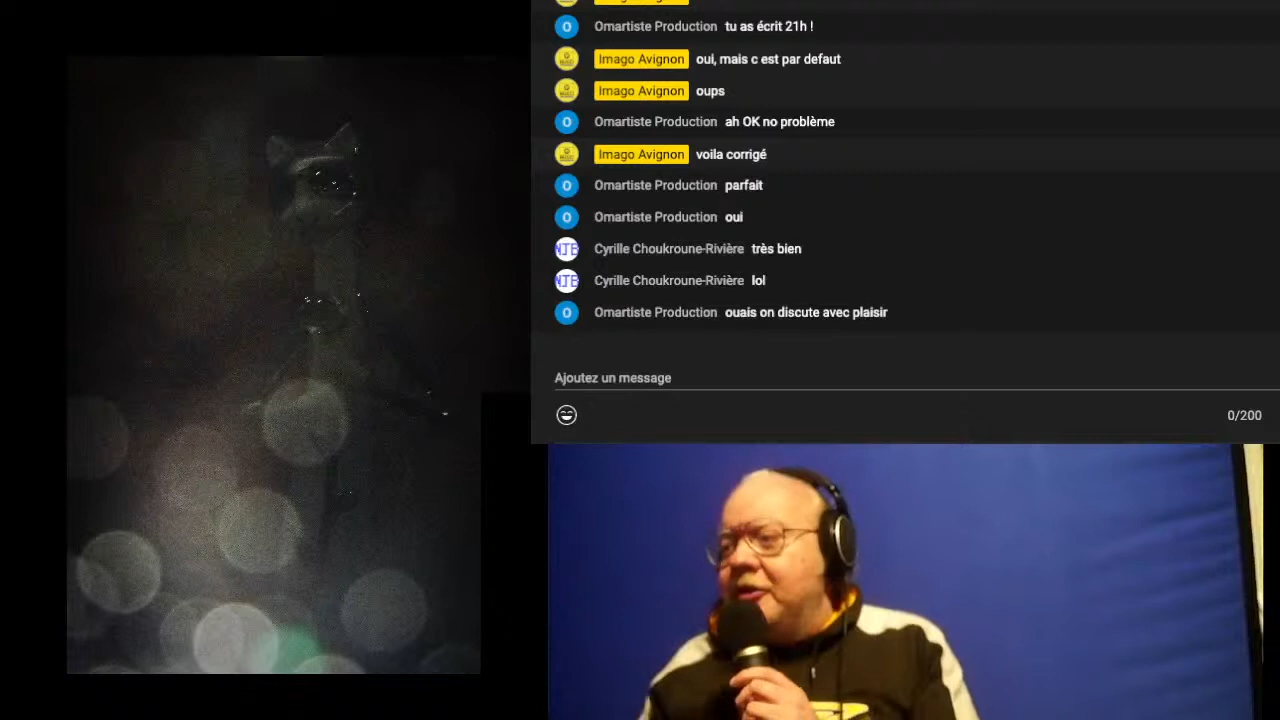 O Omartiste Production tu as écrit 21h !
Imago Avignon oui, mais c est par defaut
Imago Avignon oups
O Omartiste Production ah OK no problème
Imago Avignon voila corrigé
O Omartiste Production parfait
O Omartiste Production oui
Cyrille Choukroune-Rivière très bien
Cyrille Choukroune-Rivière lol
O Omartiste Production ouais on discute avec plaisir
Ajoutez un message
0/200